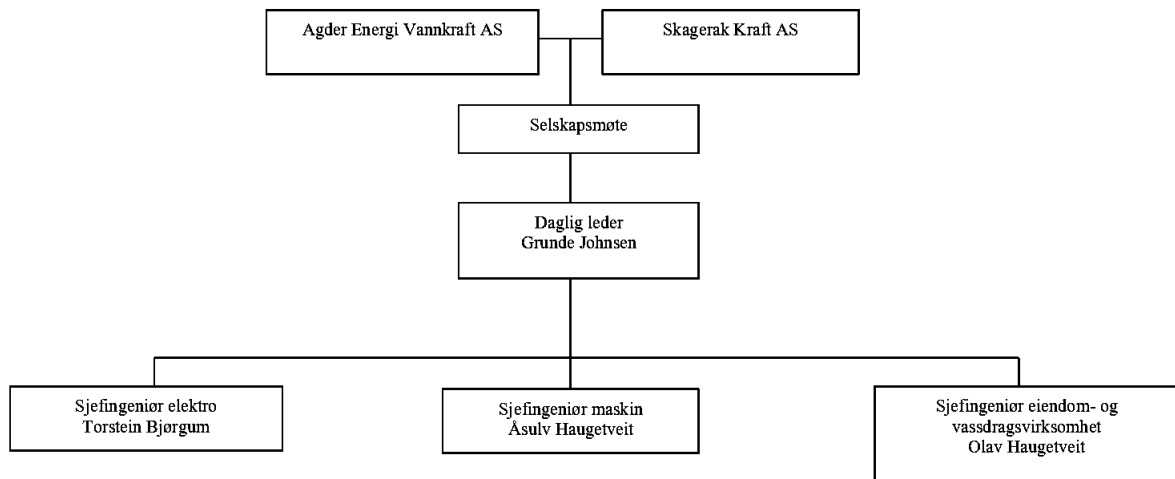 Agder Energi Vannkraft AS
Skagerak Kraft AS
Selskapsmøte
Daglig leder
Grunde Johnsen
Sjefingeniør elektro
Torstein Bjørgum
Sjefingeniør maskin
Åsulv Haugetveit
Sjefingeniør eiendom- og
vassdragsvirksomhet
Olav Haugetveit